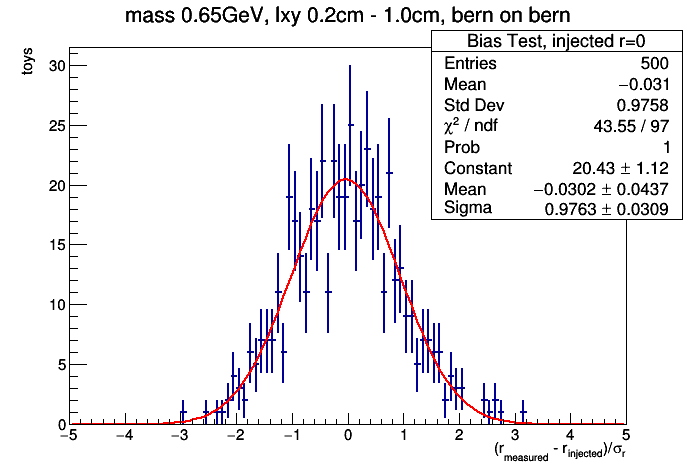 mass 0.65GeV, lxy 0.2cm - 1.0cm, bern on bern
Bias Test, injected r=0
Entries 500
Mean −0.031
Std Dev 0.9758
χ² / ndf 43.55 / 97
Prob 1
Constant 20.43 ± 1.12
Mean −0.0302 ± 0.0437
Sigma 0.9763 ± 0.0309
toys
30
25
20
15
10
5
0
−5 −4 −3 −2 −1 0 1 2 3 4 5
(r_measured - r_injected)/σ_r